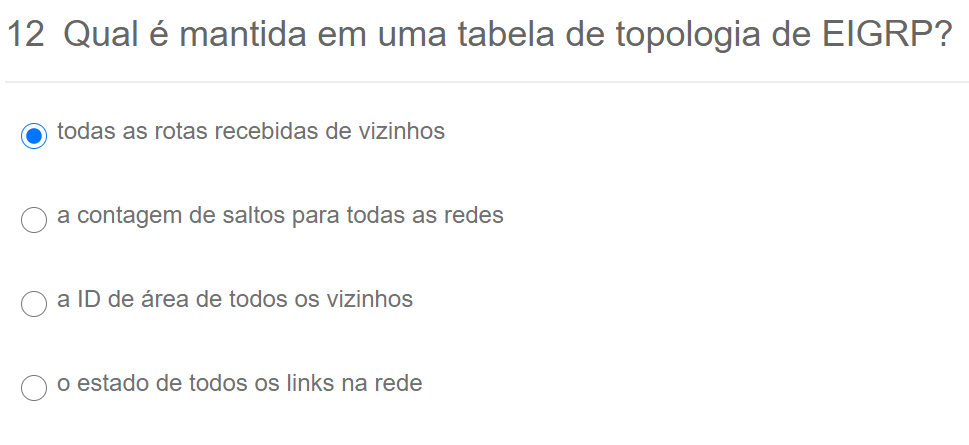 12 Qual é mantida em uma tabela de topologia de EIGRP?
todas as rotas recebidas de vizinhos
a contagem de saltos para todas as redes
a ID de área de todos os vizinhos
o estado de todos os links na rede